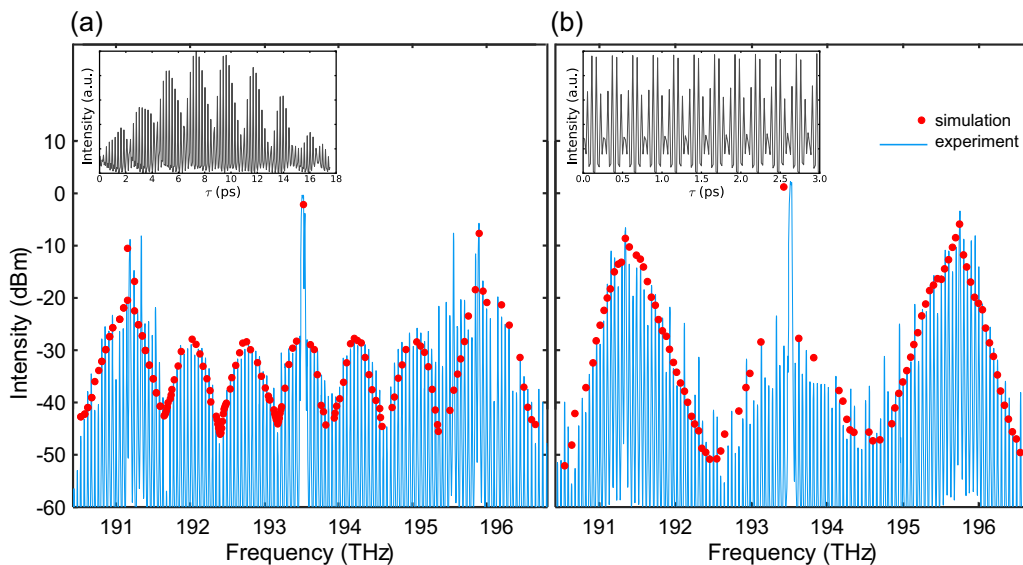 (a)
(b)
Intensity (a.u.)
0 2 4 6 8 10 12 14 16 18
τ (ps)
Intensity (a.u.)
0.0 0.5 1.0 1.5 2.0 2.5 3.0
τ (ps)
simulation
experiment
Intensity (dBm)
10
0
-10
-20
-30
-40
-50
-60
191 192 193 194 195 196
Frequency (THz)
191 192 193 194 195 196
Frequency (THz)